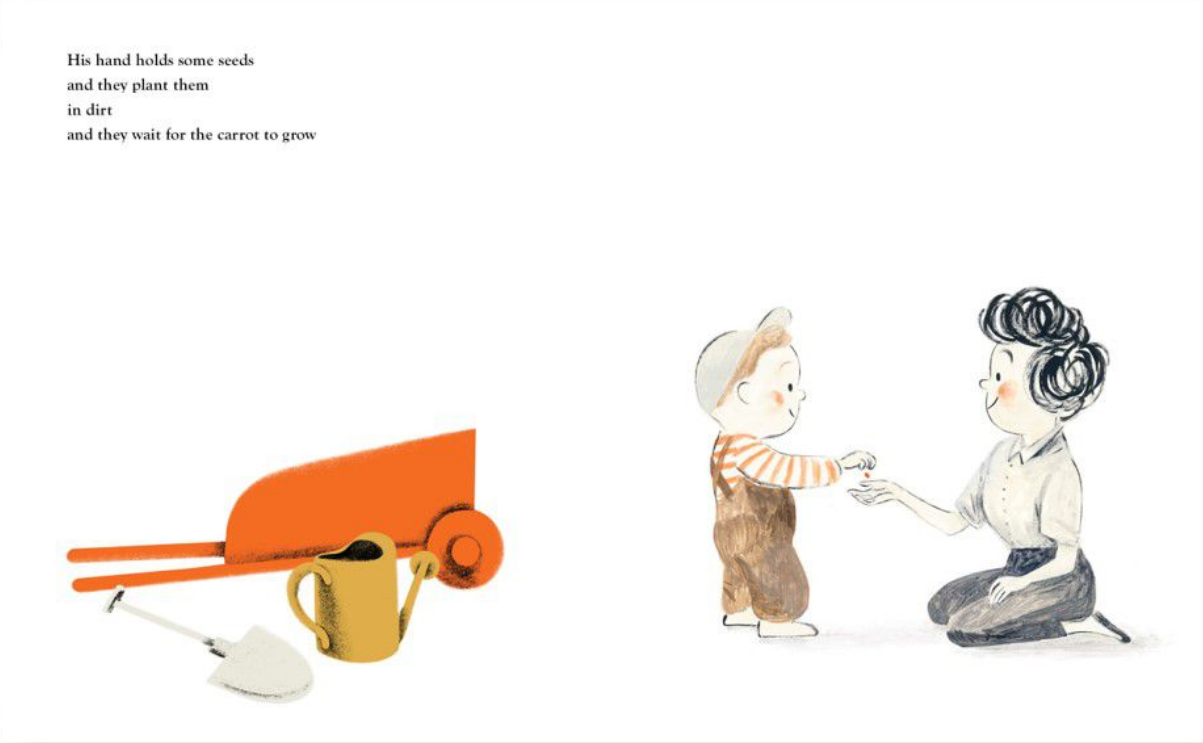 His hand holds some seeds
and they plant them
in dirt
and they wait for the carrot to grow